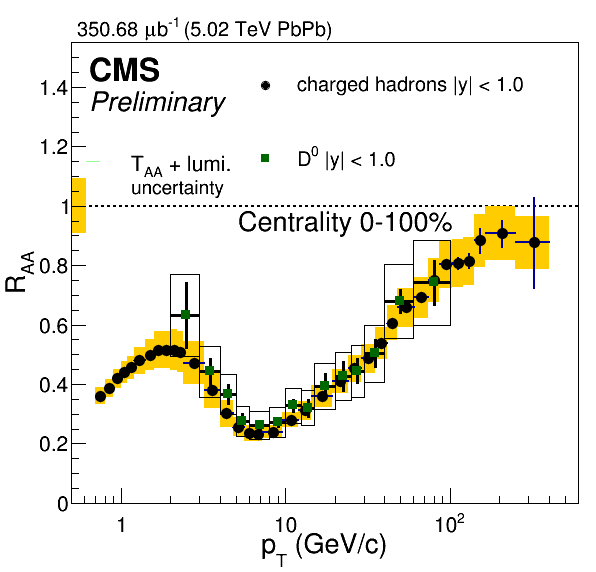 350.68 μb⁻¹ (5.02 TeV PbPb)
CMS
Preliminary
charged hadrons |y| < 1.0
T_AA + lumi.
uncertainty
D⁰ |y| < 1.0
Centrality 0-100%
R_AA
1.4
1.2
1
0.8
0.6
0.4
0.2
0
1
10
10²
p_T (GeV/c)